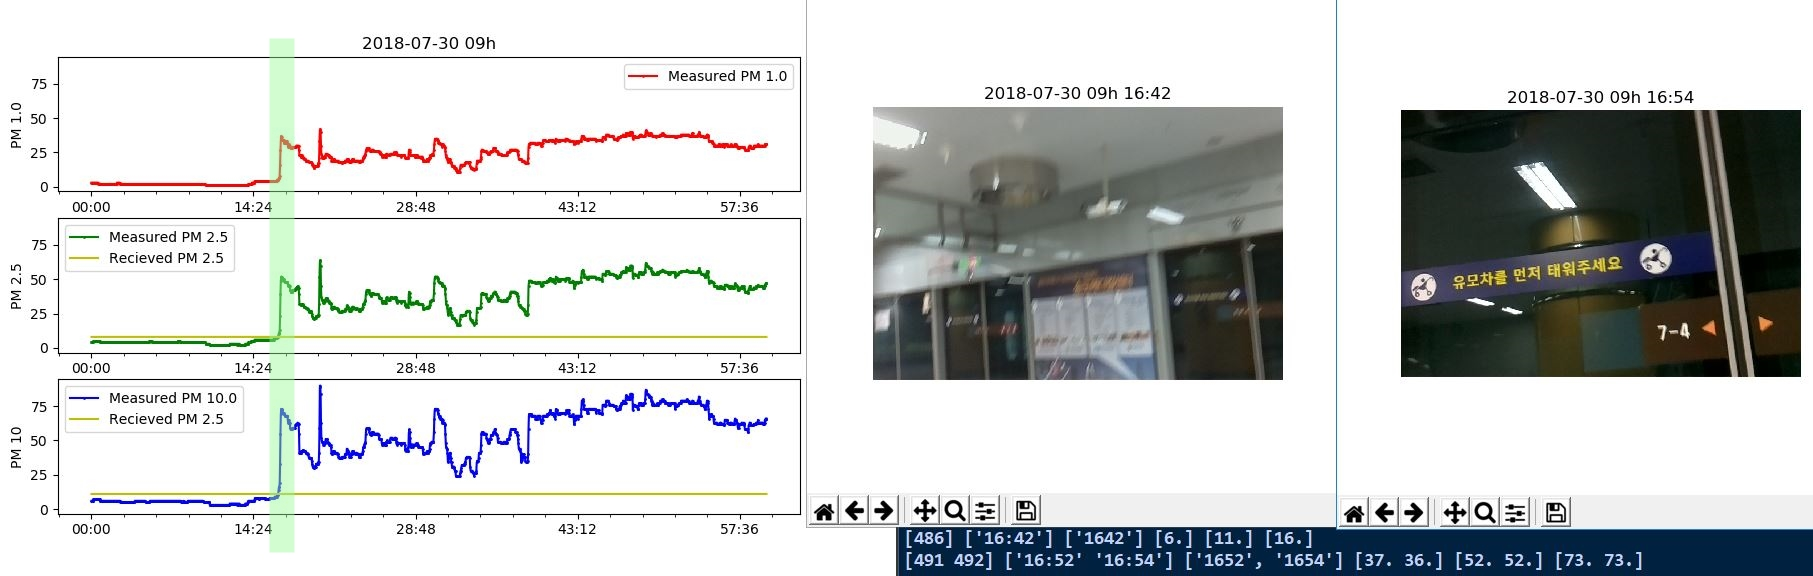 2018-07-30 09h
Measured PM 1.0
PM 1.0
75
50
25
0
00:00 14:24 28:48 43:12 57:36
Measured PM 2.5
Recieved PM 2.5
PM 2.5
75
50
25
0
00:00 14:24 28:48 43:12 57:36
Measured PM 10.0
Recieved PM 2.5
PM 10
75
50
25
0
00:00 14:24 28:48 43:12 57:36
2018-07-30 09h 16:42
2018-07-30 09h 16:54
유모차를 먼저 태워주세요
7-4
[486] ['16:42'] ['1642'] [6.] [11.] [16.]
[491 492] ['16:52' '16:54'] ['1652', '1654'] [37. 36.] [52. 52.] [73. 73.]